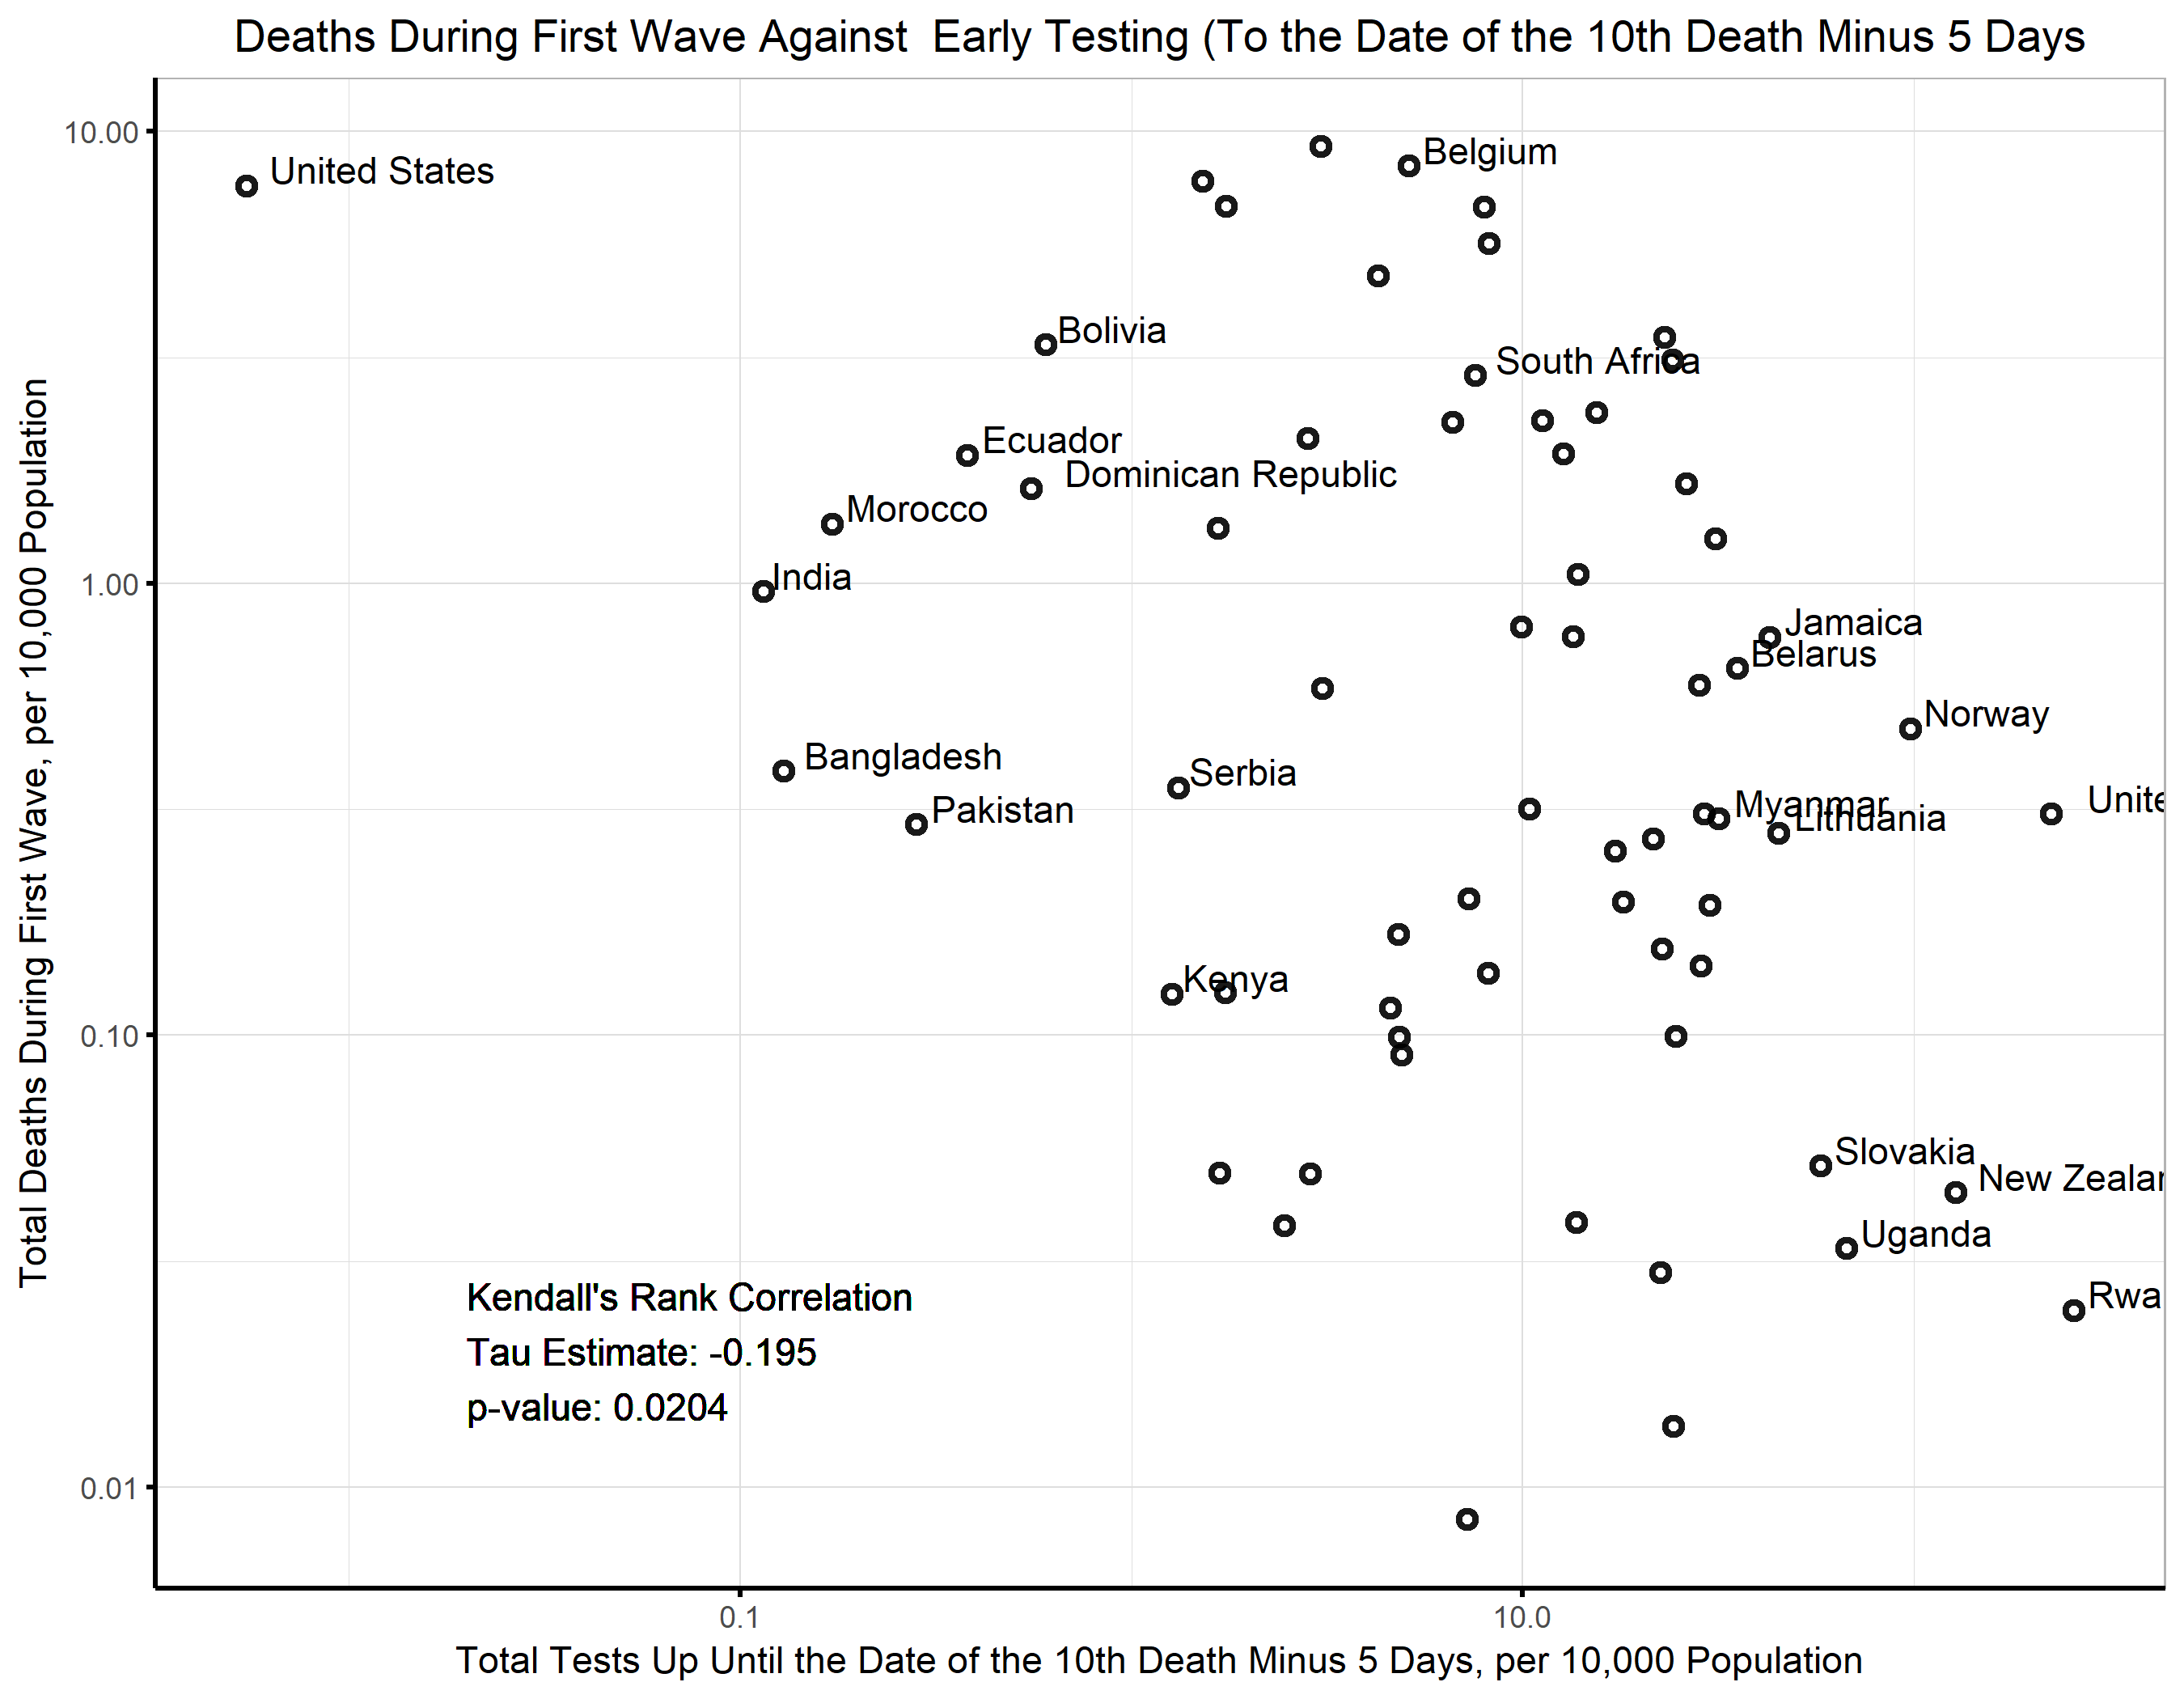 Deaths During First Wave Against  Early Testing (To the Date of the 10th Death Minus 5 Days
Total Deaths During First Wave, per 10,000 Population
10.00
1.00
0.10
0.01
United States
Belgium
Bolivia
South Africa
Ecuador
Dominican Republic
Morocco
India
Jamaica
Belarus
Norway
Bangladesh
Serbia
Unite
Pakistan
Myanmar
Lithuania
Kenya
Slovakia
New Zealan
Uganda
Rwa
Kendall's Rank Correlation
Tau Estimate: -0.195
p-value: 0.0204
0.1
10.0
Total Tests Up Until the Date of the 10th Death Minus 5 Days, per 10,000 Population